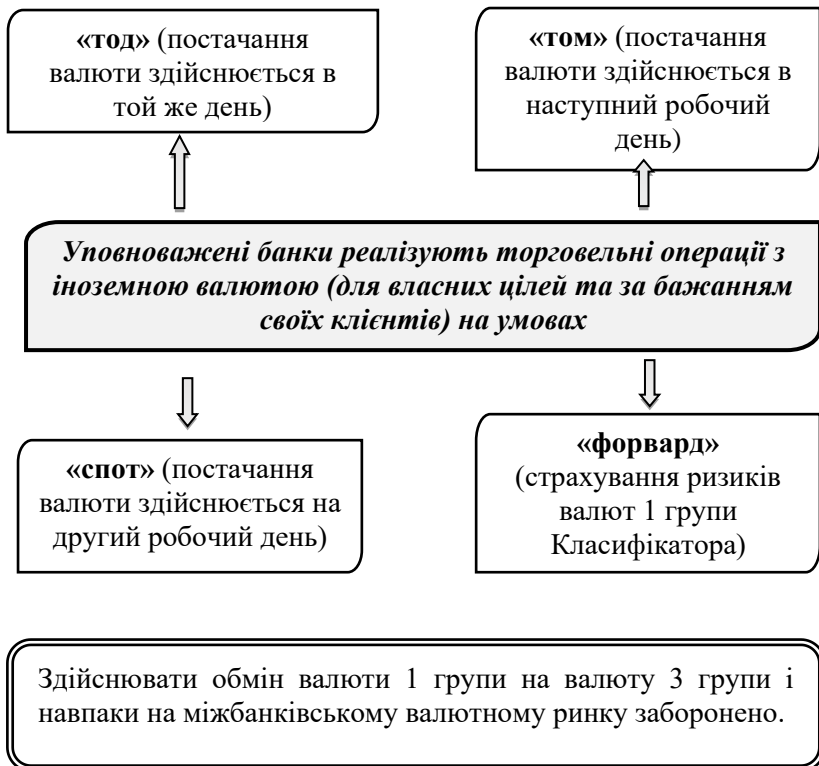 «тод» (постачання
валюти здійснюється в
той же день)
«том» (постачання
валюти здійснюється в
наступний робочий
день)
Уповноважені банки реалізують торговельні операції з
іноземною валютою (для власних цілей та за бажанням
своїх клієнтів) на умовах
«спот» (постачання
валюти здійснюється на
другий робочий день)
«форвард»
(страхування ризиків
валют 1 групи
Класифікатора)
Здійснювати обмін валюти 1 групи на валюту 3 групи і
навпаки на міжбанківському валютному ринку заборонено.